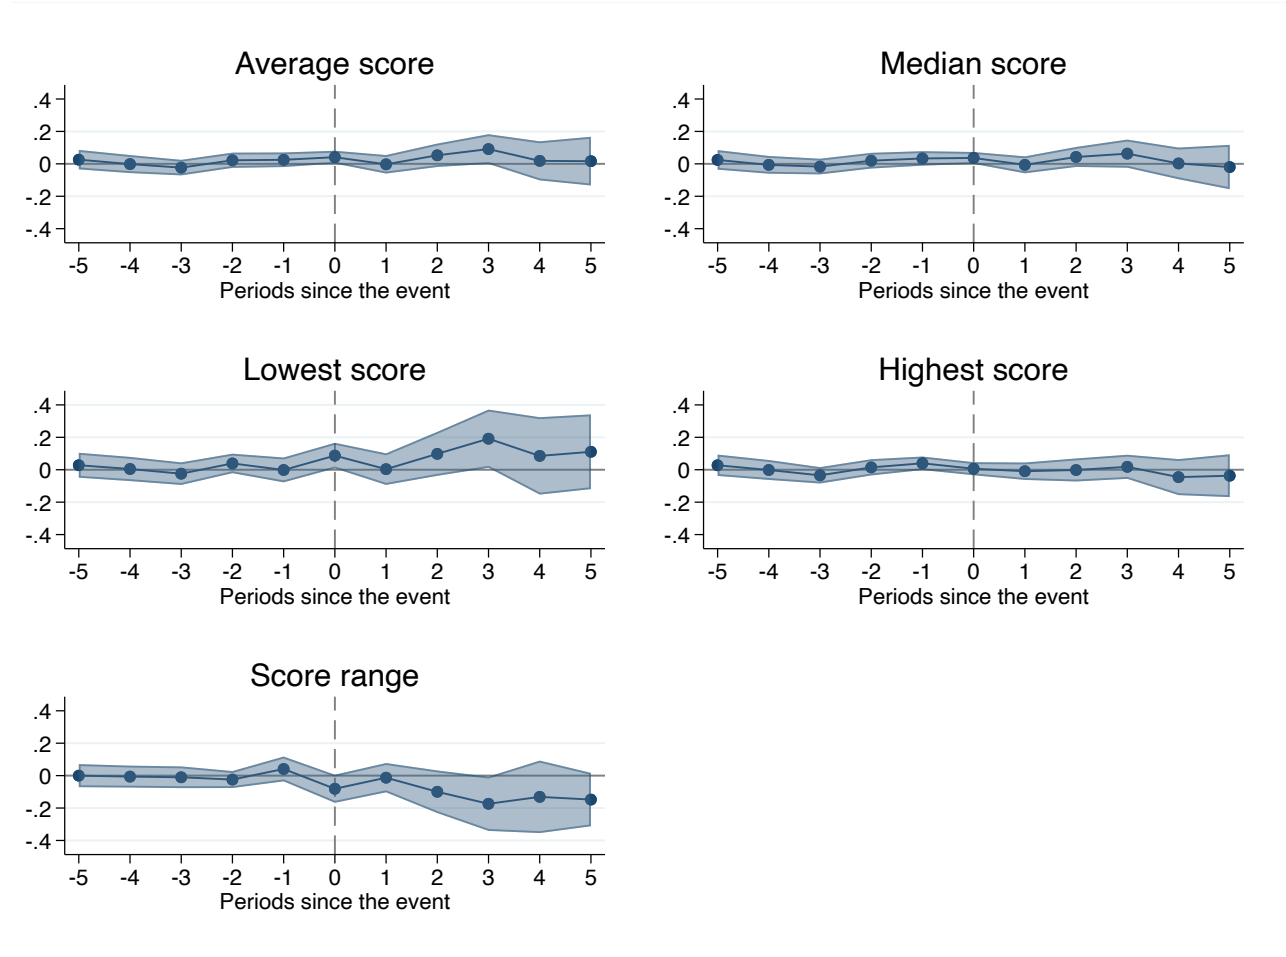 Average score
.4
.2
0
-.2
-.4
-5 -4 -3 -2 -1 0 1 2 3 4 5
Periods since the event
Median score
.4
.2
0
-.2
-.4
-5 -4 -3 -2 -1 0 1 2 3 4 5
Periods since the event
Lowest score
.4
.2
0
-.2
-.4
-5 -4 -3 -2 -1 0 1 2 3 4 5
Periods since the event
Highest score
.4
.2
0
-.2
-.4
-5 -4 -3 -2 -1 0 1 2 3 4 5
Periods since the event
Score range
.4
.2
0
-.2
-.4
-5 -4 -3 -2 -1 0 1 2 3 4 5
Periods since the event